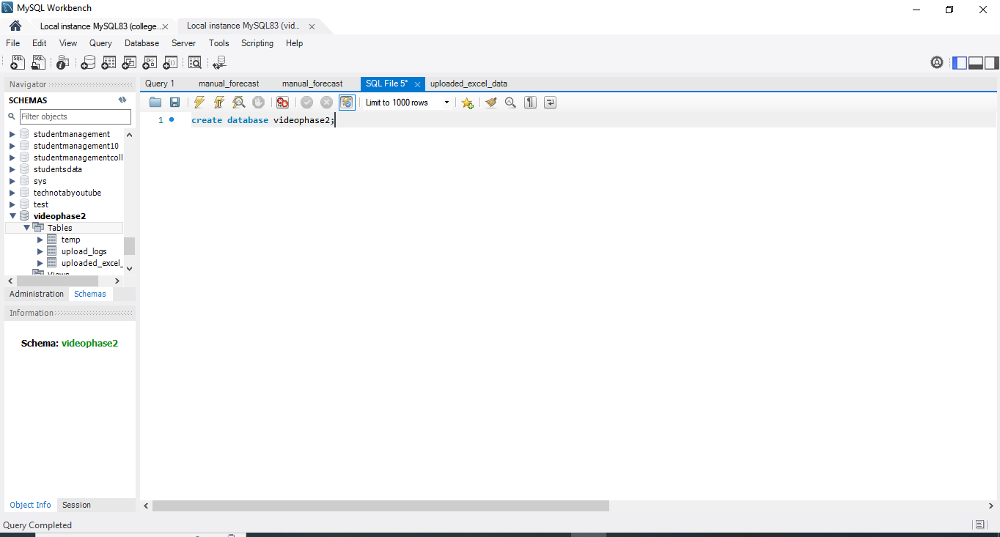 MySQL Workbench
Local instance MySQL83 (college... Local instance MySQL83 (vid...
File Edit View Query Database Server Tools Scripting Help
Navigator
Query 1 manual_forecast manual_forecast SQL File 5* uploaded_excel_data
SCHEMAS
Limit to 1000 rows
Filter objects
1 create database videophase2;
studentmanagement
studentmanagement10
studentmanagementcoll
studentsdata
sys
technotabyoutube
test
videophase2
Tables
temp
upload_logs
uploaded_excel_
Views
Administration Schemas
Information
Schema: videophase2
Object Info Session
Query Completed